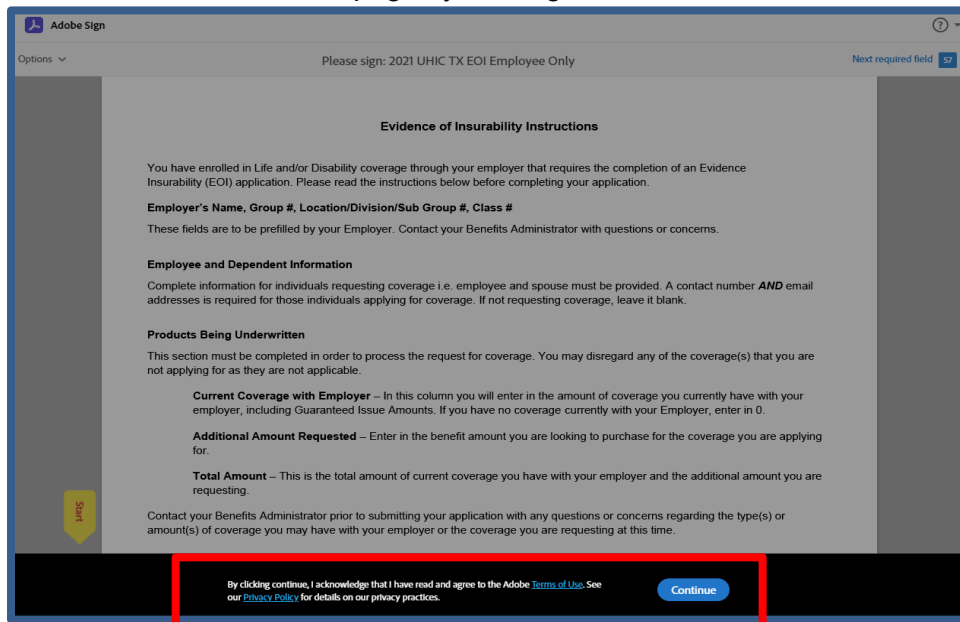 Adobe Sign
Options
Please sign: 2021 UHIC TX EOI Employee Only
Next required field 57
Evidence of Insurability Instructions
You have enrolled in Life and/or Disability coverage through your employer that requires the completion of an Evidence
Insurability (EOI) application. Please read the instructions below before completing your application.
Employer's Name, Group #, Location/Division/Sub Group #, Class #
These fields are to be prefilled by your Employer. Contact your Benefits Administrator with questions or concerns.
Employee and Dependent Information
Complete information for individuals requesting coverage i.e. employee and spouse must be provided. A contact number AND email
addresses is required for those individuals applying for coverage. If not requesting coverage, leave it blank.
Products Being Underwritten
This section must be completed in order to process the request for coverage. You may disregard any of the coverage(s) that you are
not applying for as they are not applicable.
Current Coverage with Employer – In this column you will enter in the amount of coverage you currently have with your
employer, including Guaranteed Issue Amounts. If you have no coverage currently with your Employer, enter in 0.
Additional Amount Requested – Enter in the benefit amount you are looking to purchase for the coverage you are applying
for.
Total Amount – This is the total amount of current coverage you have with your employer and the additional amount you are
requesting.
Start
Contact your Benefits Administrator prior to submitting your application with any questions or concerns regarding the type(s) or
amount(s) of coverage you may have with your employer or the coverage you are requesting at this time.
By clicking continue, I acknowledge that I have read and agree to the Adobe Terms of Use. See
our Privacy Policy for details on our privacy practices.
Continue